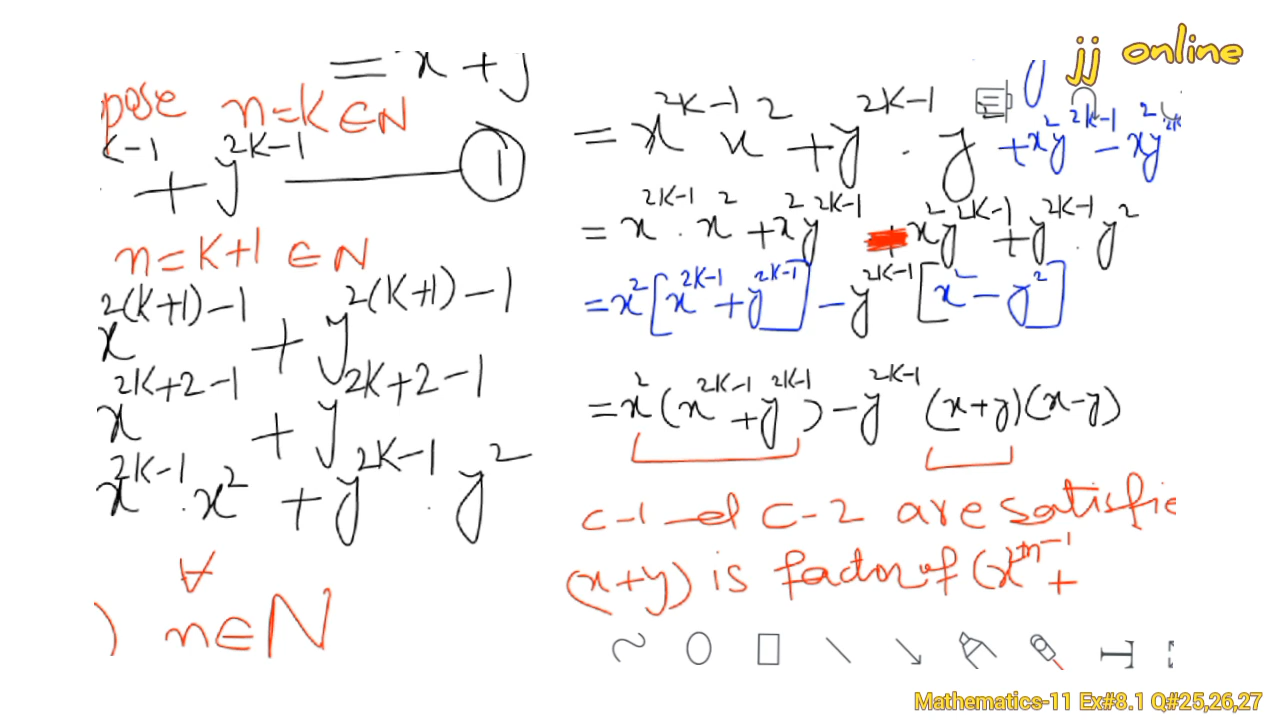 jj online
= x + y
pose n=k ∈ N
k-1 + y^{2k-1} ——— ①
n=k+1 ∈ N
x^{2(k+1)-1} + y^{2(k+1)-1}
x^{2k+2-1} + y^{2k+2-1}
x^{2k-1} . x^2 + y^{2k-1} . y^2
∀
) n∈N
= x^{2k-1} x^2 + y^{2k-1} . y^2 + x^2 y^{2k-1} - x^2 y^{2k
= x^{2k-1} . x^2 + x^2 y^{2k-1} x^2 y^{2k-1} + y^{2k-1} . y^2
= x^2 [x^{2k-1} + y^{2k-1}] - y^{2k-1} [x^2 - y^2]
= x^2 (x^{2k-1} + y^{2k-1}) - y^{2k-1} (x+y)(x-y)
c-1 c-2 are satisfie
(x+y) is factor of (x +
Mathematics-11 Ex#8.1 Q#25,26,27